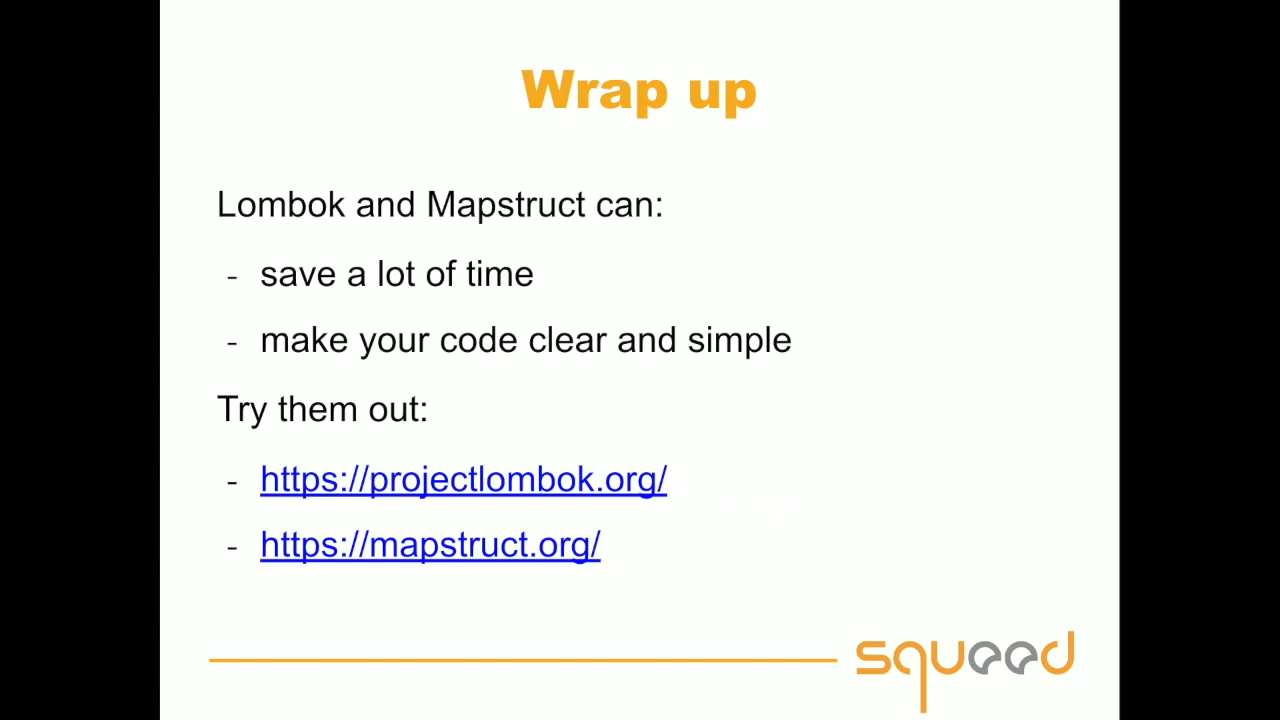 Wrap up
Lombok and Mapstruct can:
- save a lot of time
- make your code clear and simple
Try them out:
- https://projectlombok.org/
- https://mapstruct.org/
squeed